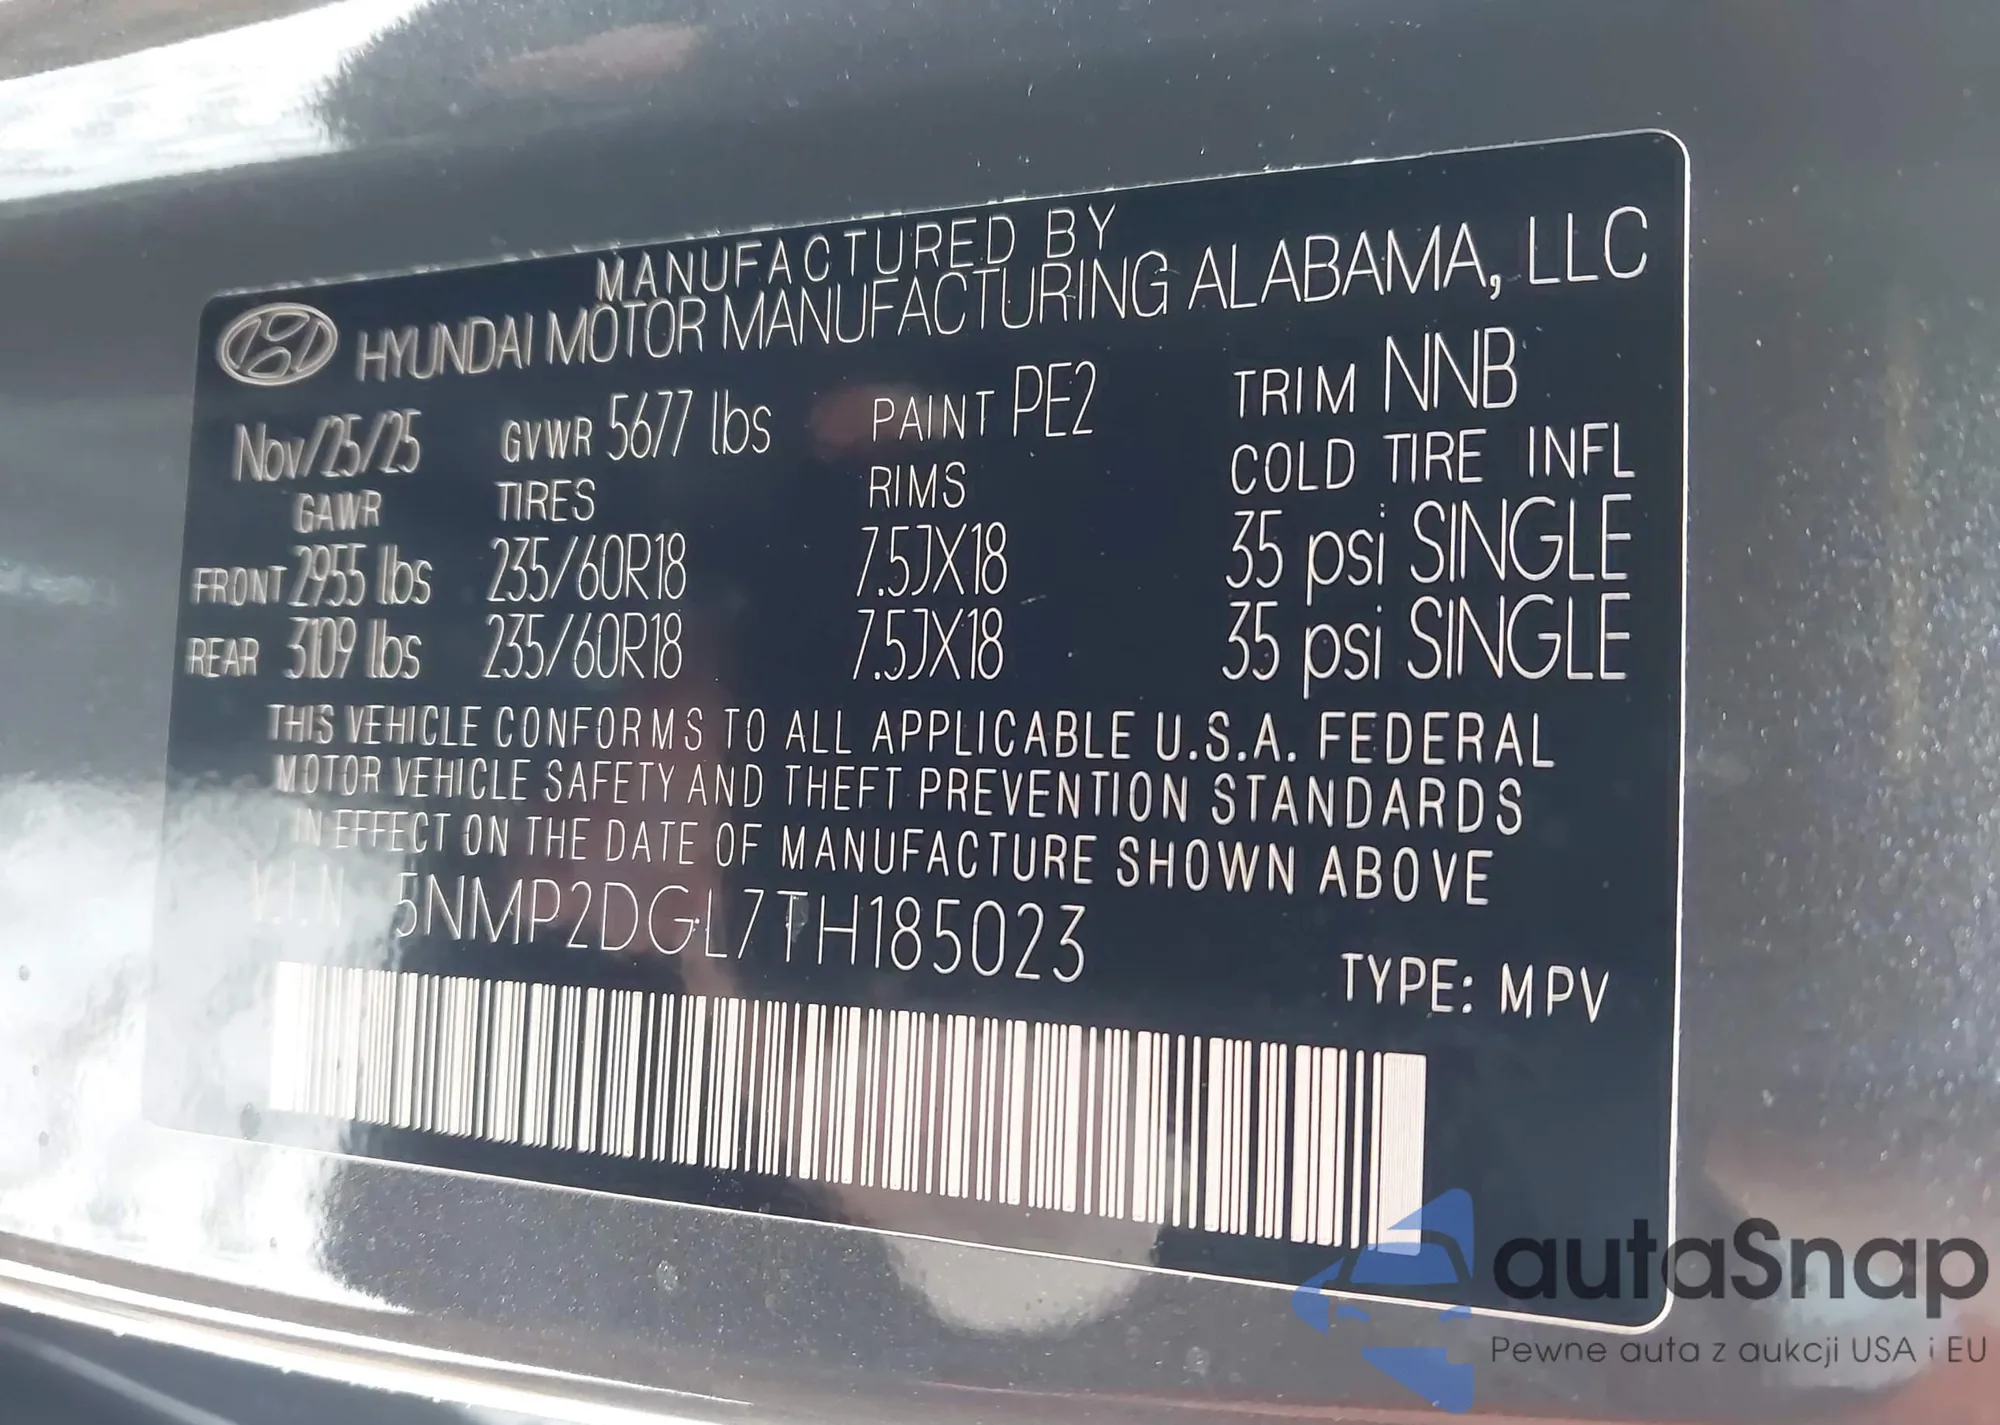 MANUFACTURED BY
HYUNDAI MOTOR MANUFACTURING ALABAMA, LLC
Nov/25/25 GVWR 5677 lbs PAINT PE2 TRIM NNB
GAWR TIRES RIMS COLD TIRE INFL
FRONT 2955 lbs 235/60R18 7.5JX18 35 psi SINGLE
REAR 3109 lbs 235/60R18 7.5JX18 35 psi SINGLE
THIS VEHICLE CONFORMS TO ALL APPLICABLE U.S.A. FEDERAL
MOTOR VEHICLE SAFETY AND THEFT PREVENTION STANDARDS
IN EFFECT ON THE DATE OF MANUFACTURE SHOWN ABOVE
V.I.N 5NMP2DGL7TH185023
TYPE: MPV
autaSnap
Pewne auta z aukcji USA i EU